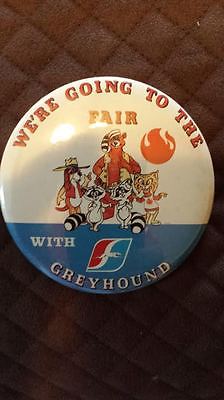 WE'RE GOING TO THE
FAIR
WITH
GREYHOUND